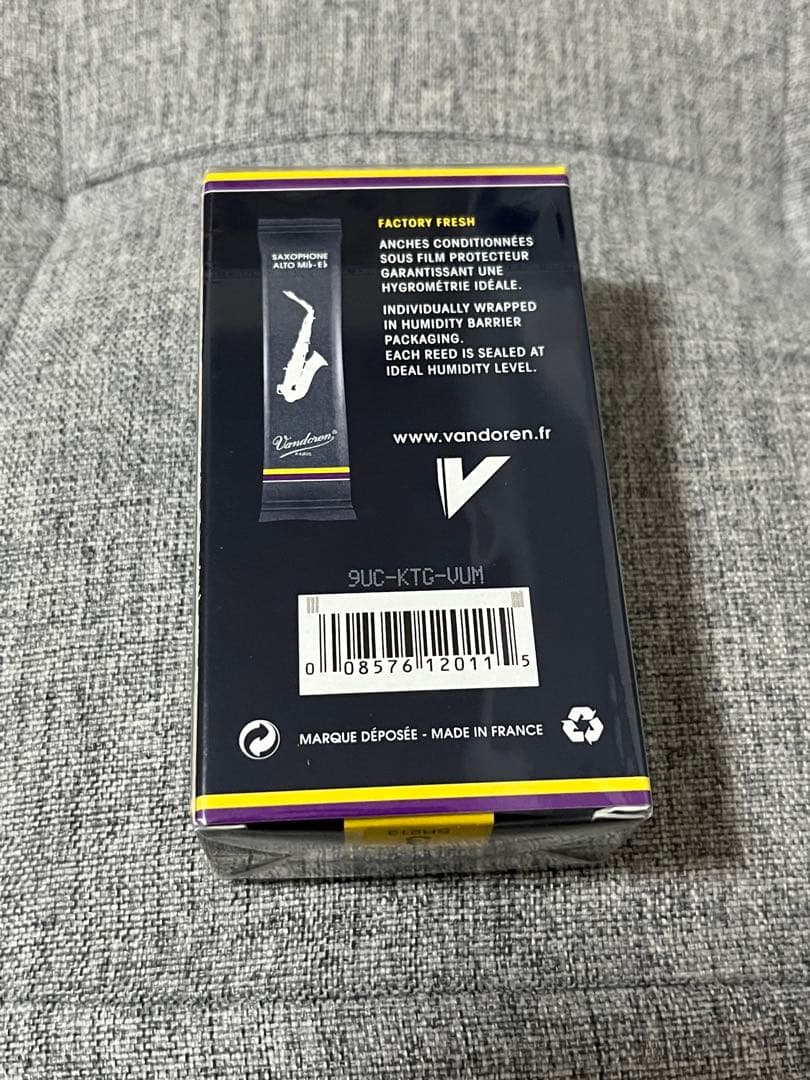 SAXOPHONE
ALTO Mi♭-E♭
Vandoren
PARIS
FACTORY FRESH
ANCHES CONDITIONNÉES
SOUS FILM PROTECTEUR
GARANTISSANT UNE
HYGROMÉTRIE IDÉALE.
INDIVIDUALLY WRAPPED
IN HUMIDITY BARRIER
PACKAGING.
EACH REED IS SEALED AT
IDEAL HUMIDITY LEVEL.
www.vandoren.fr
V
9UC-KTG-VUM
0 08576 12011 5
MARQUE DÉPOSÉE - MADE IN FRANCE